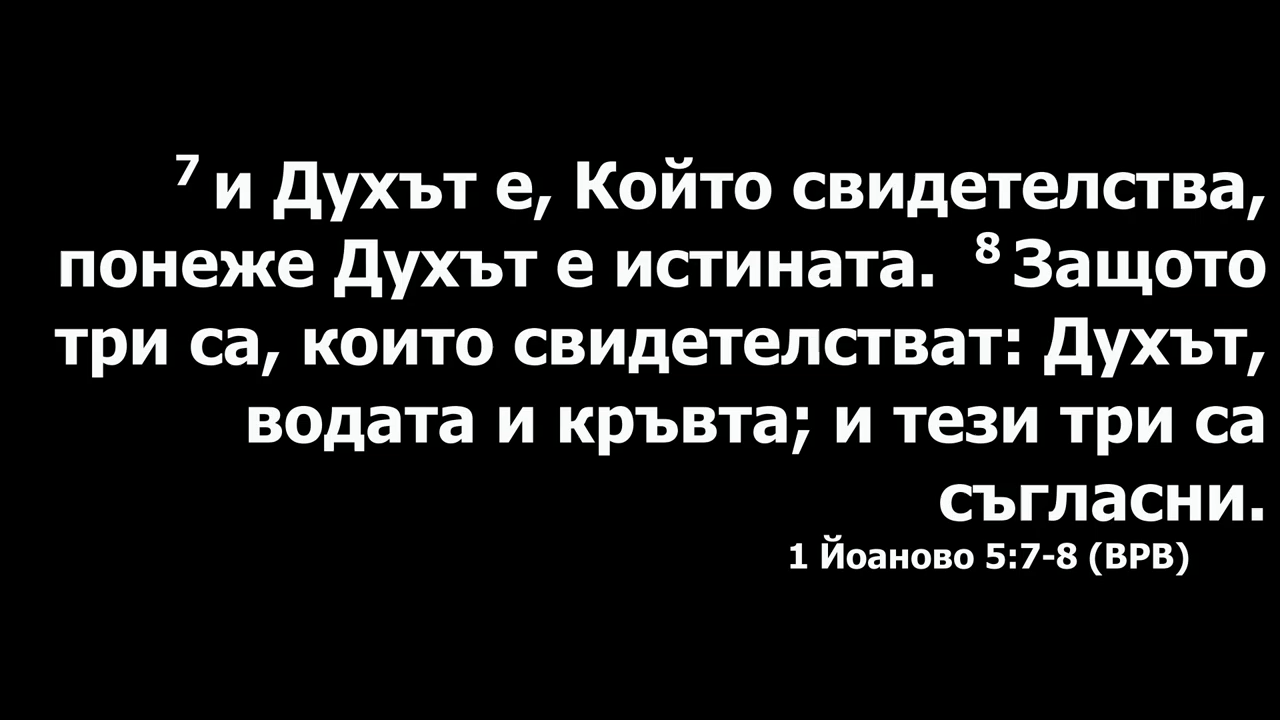 ⁷ и Духът е, Който свидетелства,
понеже Духът е истината. ⁸ Защото
три са, които свидетелстват: Духът,
водата и кръвта; и тези три са
съгласни.
1 Йоаново 5:7-8 (ВРВ)